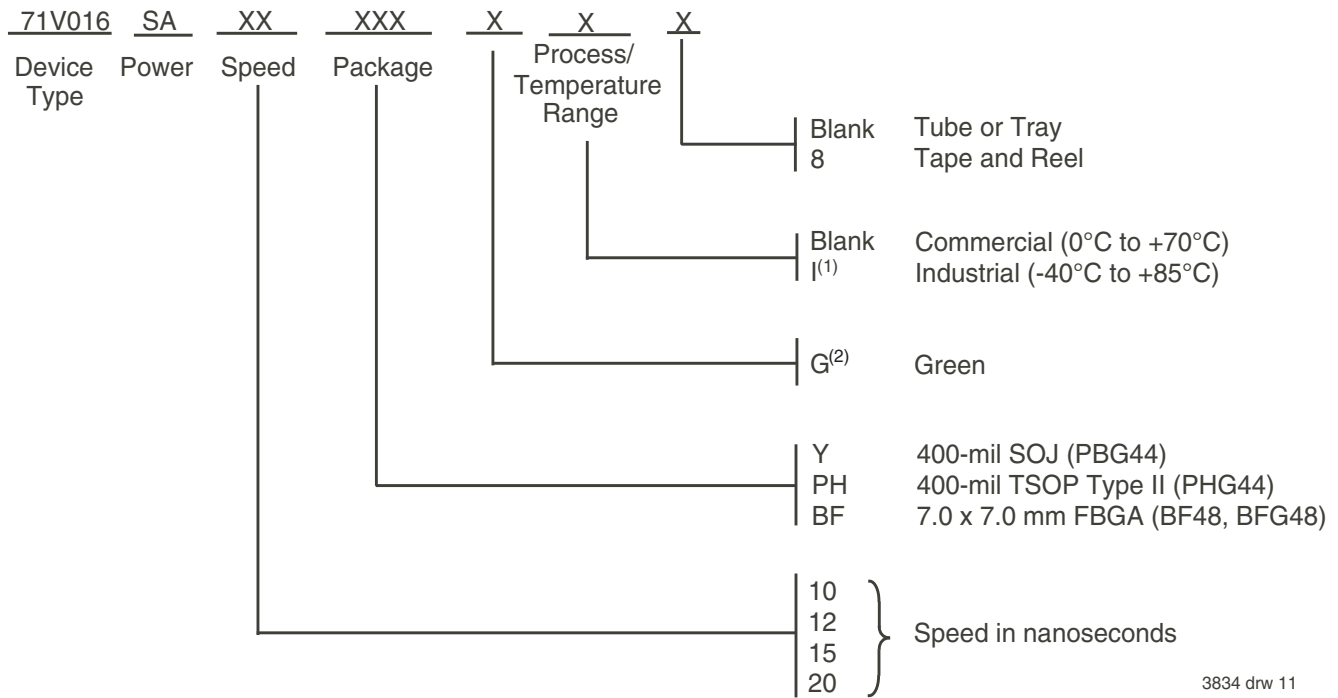 71V016 SA XX XXX X X X
Device Type
Power
Speed
Package
Process/
Temperature
Range
Blank Tube or Tray
8 Tape and Reel
Blank Commercial (0°C to +70°C)
I(1) Industrial (-40°C to +85°C)
G(2) Green
Y 400-mil SOJ (PBG44)
PH 400-mil TSOP Type II (PHG44)
BF 7.0 x 7.0 mm FBGA (BF48, BFG48)
10
12
15
20
Speed in nanoseconds
3834 drw 11